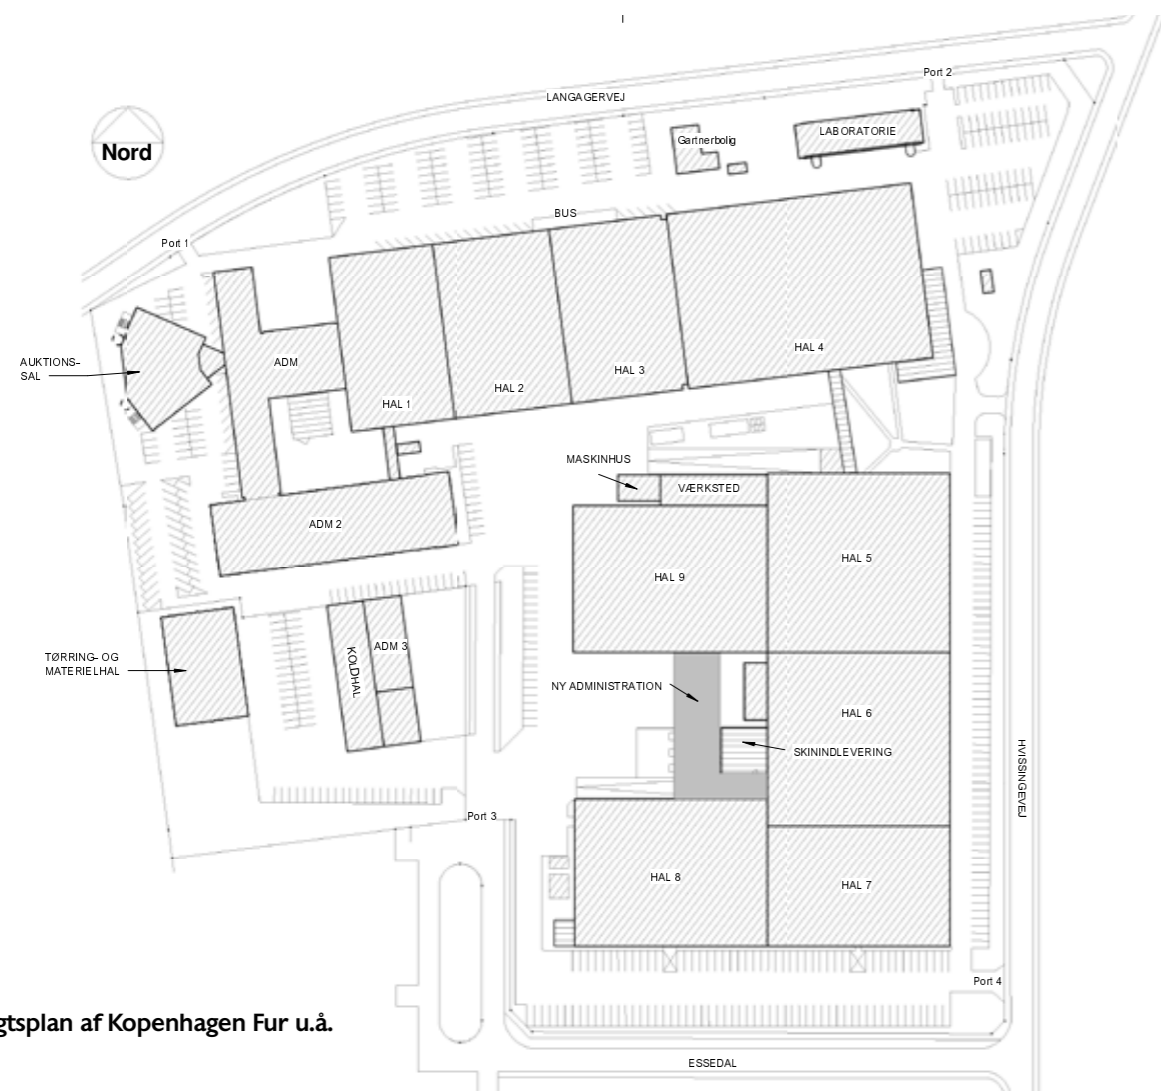 Port 2
LANGAGERVEJ
LABORATORIE
Gartnerbolig
Nord
BUS
Port 1
AUKTIONS-
SAL
ADM
HAL 4
HAL 3
HAL 2
HAL 1
MASKINHUS
VÆRKSTED
ADM 2
HAL 5
HAL 9
ADM 3
KOLDHAL
TØRRING- OG
MATERIELHAL
NY ADMINISTRATION
HAL 6
SKININDLEVERING
HVISSINGEVEJ
Port 3
HAL 8
HAL 7
Port 4
gtsplan af Kopenhagen Fur u.å.
ESSEDAL